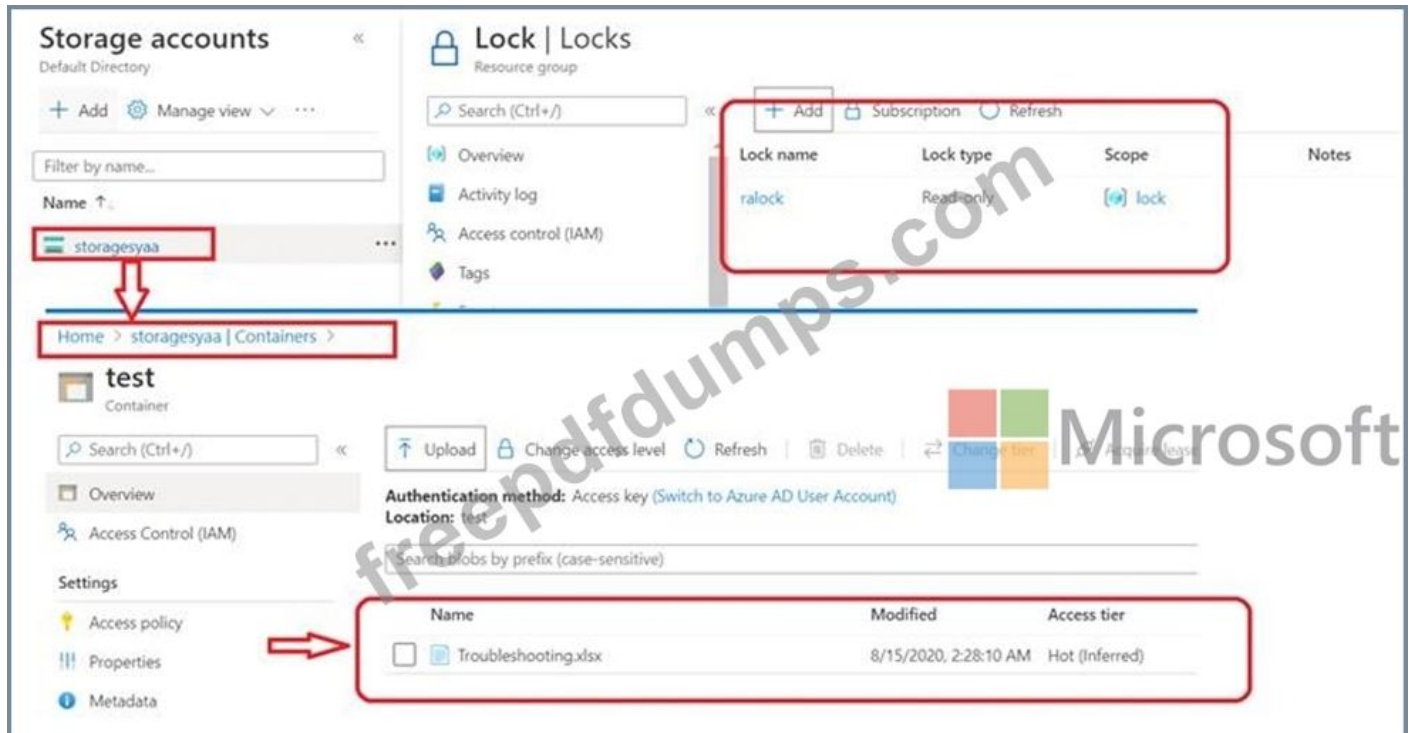 Storage accounts
«
Default Directory
+ Add Manage view ...
Filter by name...
Name ↑
storagesyaa ...
Lock | Locks
Resource group
Search (Ctrl+/) «
Overview
Activity log
Access control (IAM)
Tags
+ Add Subscription Refresh
Lock name Lock type Scope Notes
ralock Read-only lock
Home > storagesyaa | Containers >
test
Container
Search (Ctrl+/) «
Overview
Access Control (IAM)
Settings
Access policy
Properties
Metadata
Upload Change access level Refresh Delete Change tier Acquire lease
Authentication method: Access key (Switch to Azure AD User Account)
Location: test
Search blobs by prefix (case-sensitive)
Name Modified Access tier
Troubleshooting.xlsx 8/15/2020, 2:28:10 AM Hot (Inferred)
Microsoft
freepdfdumps.com